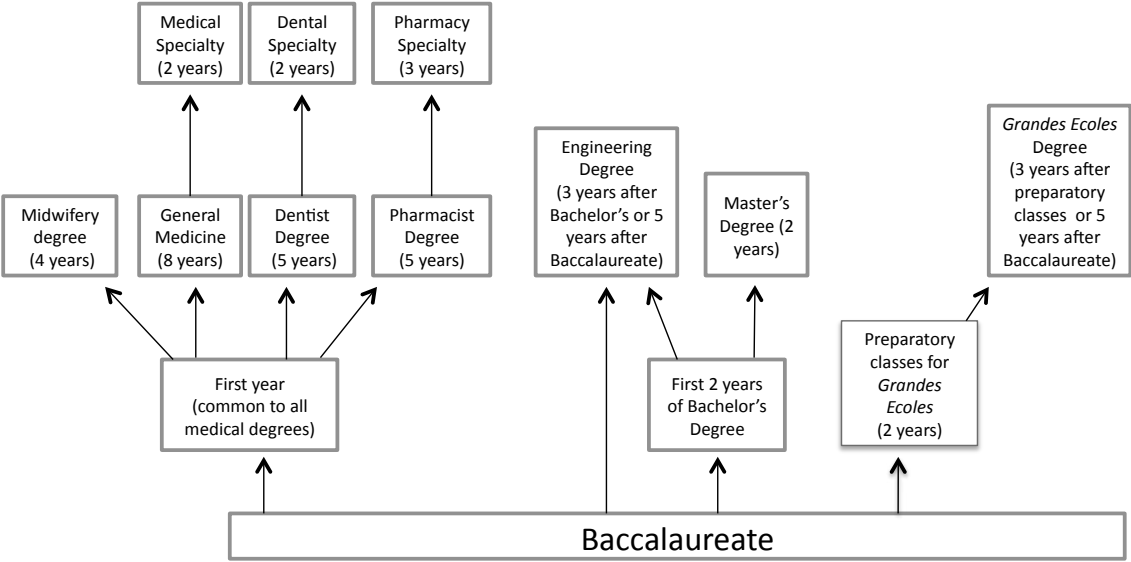 Medical
Specialty
(2 years)
Dental
Specialty
(2 years)
Pharmacy
Specialty
(3 years)
Grandes Ecoles
Degree
(3 years after
preparatory
classes or 5
years after
Baccalaureate)
Engineering
Degree
(3 years after
Bachelor's or 5
years after
Baccalaureate)
Master's
Degree (2
years)
Midwifery
degree
(4 years)
General
Medicine
(8 years)
Dentist
Degree
(5 years)
Pharmacist
Degree
(5 years)
First year
(common to all
medical degrees)
First 2 years
of Bachelor's
Degree
Preparatory
classes for
Grandes
Ecoles
(2 years)
Baccalaureate